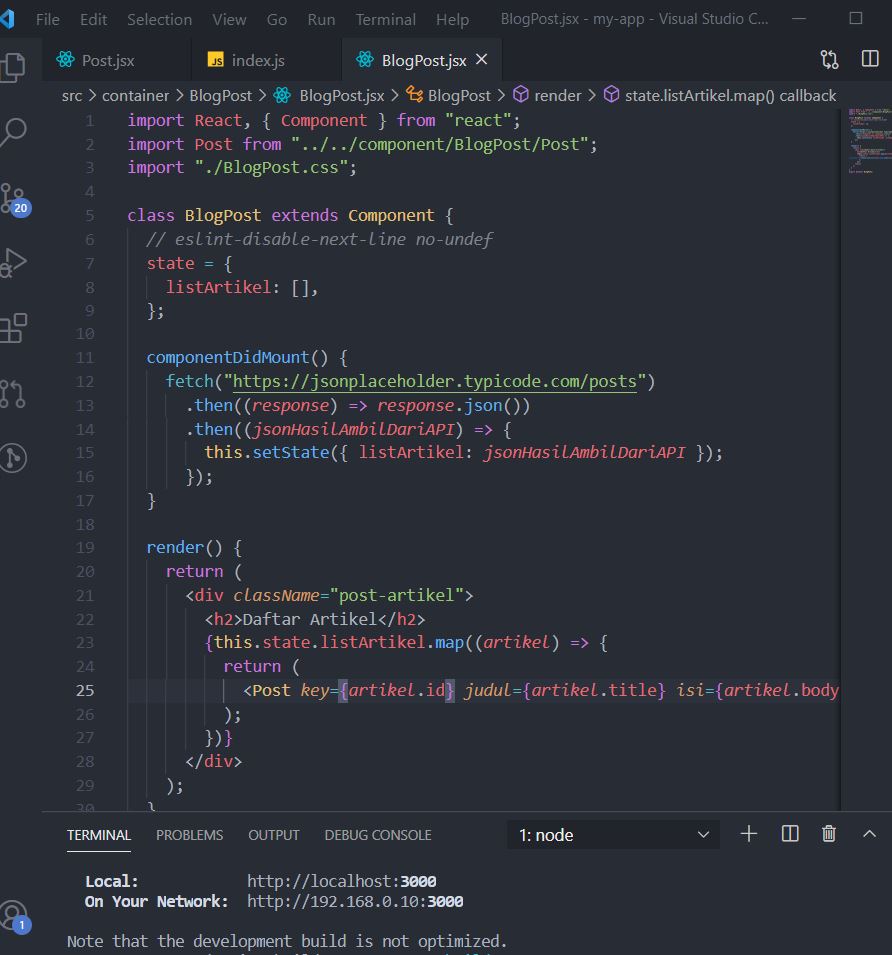 File Edit Selection View Go Run Terminal Help BlogPost.jsx - my-app - Visual Studio C...
Post.jsx index.js BlogPost.jsx
src > container > BlogPost > BlogPost.jsx > BlogPost > render > state.listArtikel.map() callback
1 import React, { Component } from "react";
2 import Post from "../../component/BlogPost/Post";
3 import "./BlogPost.css";
4
5 class BlogPost extends Component {
6 // eslint-disable-next-line no-undef
7 state = {
8 listArtikel: [],
9 };
10
11 componentDidMount() {
12 fetch("https://jsonplaceholder.typicode.com/posts")
13 .then((response) => response.json())
14 .then((jsonHasilAmbilDariAPI) => {
15 this.setState({ listArtikel: jsonHasilAmbilDariAPI });
16 });
17 }
18
19 render() {
20 return (
21 <div className="post-artikel">
22 <h2>Daftar Artikel</h2>
23 {this.state.listArtikel.map((artikel) => {
24 return (
25 <Post key={artikel.id} judul={artikel.title} isi={artikel.body
26 );
27 })}
28 </div>
29 );
30 }
20
1
TERMINAL PROBLEMS OUTPUT DEBUG CONSOLE 1: node
Local: http://localhost:3000
On Your Network: http://192.168.0.10:3000
Note that the development build is not optimized.